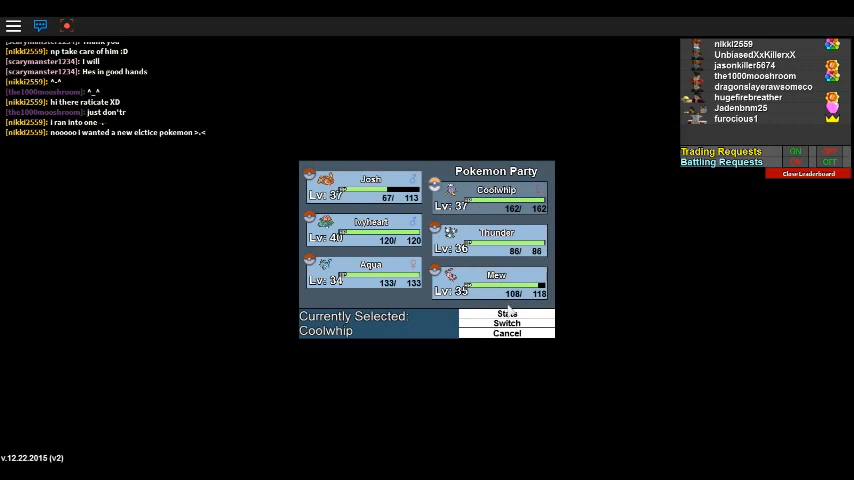 [scarymanster1234]: Thank you
[nikki2559]: np take care of him :D
[scarymanster1234]: I will
[scarymanster1234]: Hes in good hands
[nikki2559]: ^-^
[the1000mooshroom]: ^_^
[nikki2559]: hi there raticate XD
[the1000mooshroom]: just don'tr
[nikki2559]: i ran into one -.-
[nikki2559]: nooooo i wanted a new elctice pokemon >.<
nikki2559
UnbiasedXxKillerxX
jasonkiller5674
the1000mooshroom
dragonslayerawsomeco
hugefirebreather
Jadenbnm25
furocious1
Trading Requests ON OFF
Battling Requests ON OFF
Close Leaderboard
Pokemon Party
Josh
Lv: 37
67/ 113
Ivyheart
Lv: 40
120/ 120
Aqua
Lv: 34
133/ 133
Coolwhip
Lv: 37
162/ 162
Thunder
Lv: 36
86/ 86
Mew
Lv: 35
108/ 118
Currently Selected:
Coolwhip
Stats
Switch
Cancel
v.12.22.2015 (v2)